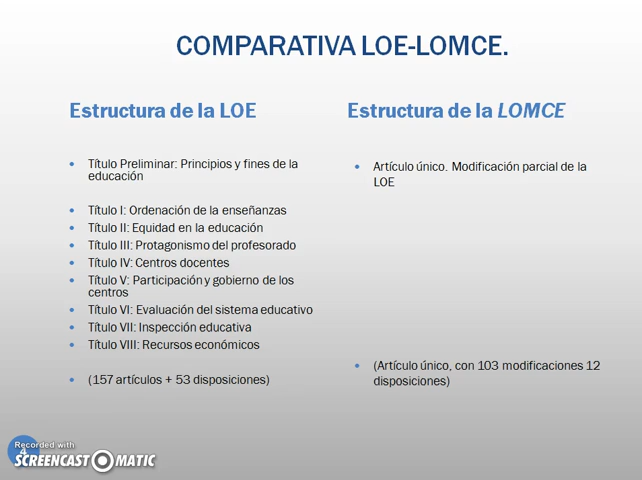 COMPARATIVA LOE-LOMCE.
Estructura de la LOE
• Título Preliminar: Principios y fines de la
educación
• Título I: Ordenación de la enseñanzas
• Título II: Equidad en la educación
• Título III: Protagonismo del profesorado
• Título IV: Centros docentes
• Título V: Participación y gobierno de los
centros
• Título VI: Evaluación del sistema educativo
• Título VII: Inspección educativa
• Título VIII: Recursos económicos
• (157 artículos + 53 disposiciones)
Estructura de la LOMCE
• Artículo único. Modificación parcial de la
LOE
• (Artículo único, con 103 modificaciones 12
disposiciones)
4
Recorded with
SCREENCAST-O-MATIC